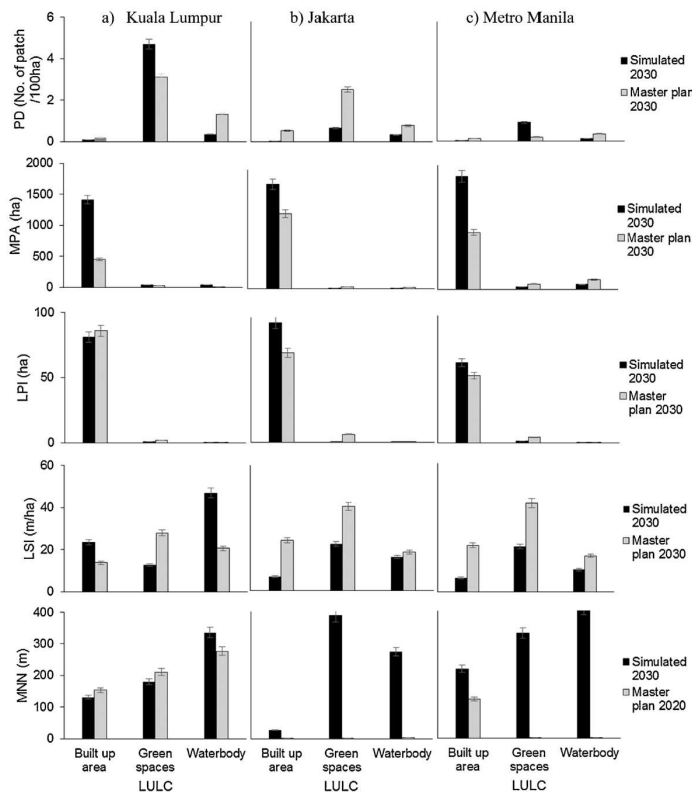 a) Kuala Lumpur
b) Jakarta
c) Metro Manila
PD (No. of patch
/100ha)
6
4
2
0
Simulated
2030
Master plan
2030
MPA (ha)
2000
1500
1000
500
0
Simulated
2030
Master plan
2030
LPI (ha)
100
50
0
Simulated
2030
Master
plan 2030
LSI (m/ha)
60
40
20
0
Simulated
2030
Master
plan 2030
MNN (m)
400
300
200
100
0
Simulated
2030
Master
plan 2020
Built up
area
Green
spaces
Waterbody
Built up
area
Green
spaces
Waterbody
Built up
area
Green
spaces
Waterbody
LULC
LULC
LULC